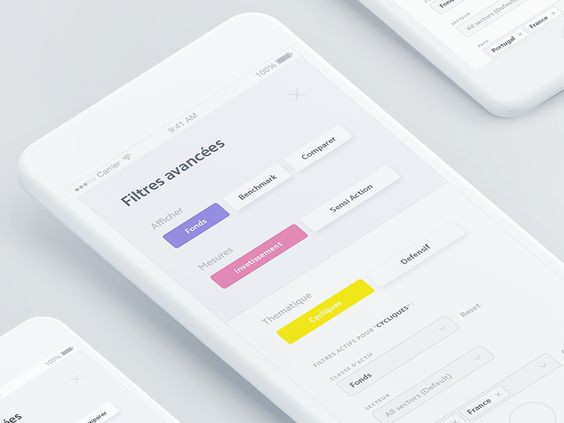 Carrier
9:41 AM
100%
Filtres avancées
Afficher
Fonds
Benchmark
Comparer
Mesures
Invetissement
Sensi Action
Thematique
Cycliques
Defensif
FILTRES ACTIFS POUR "CYCLIQUES" :
CLASSE D'ACTIF
Reset
Fonds
SECTEUR
All sectors (Default)
France ×
SECTEUR
All sectors (Default)
PAYS
Portugal ×
France ×
100%
Comparer